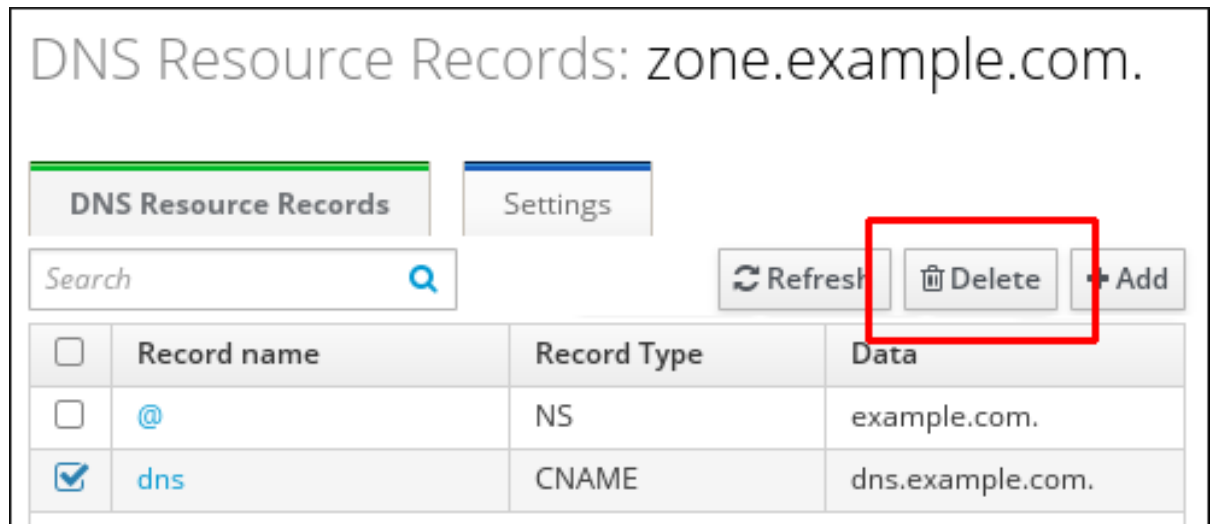 DNS Resource Records: zone.example.com.
DNS Resource Records Settings
Search Refresh Delete Add
Record name Record Type Data
@ NS example.com.
dns CNAME dns.example.com.